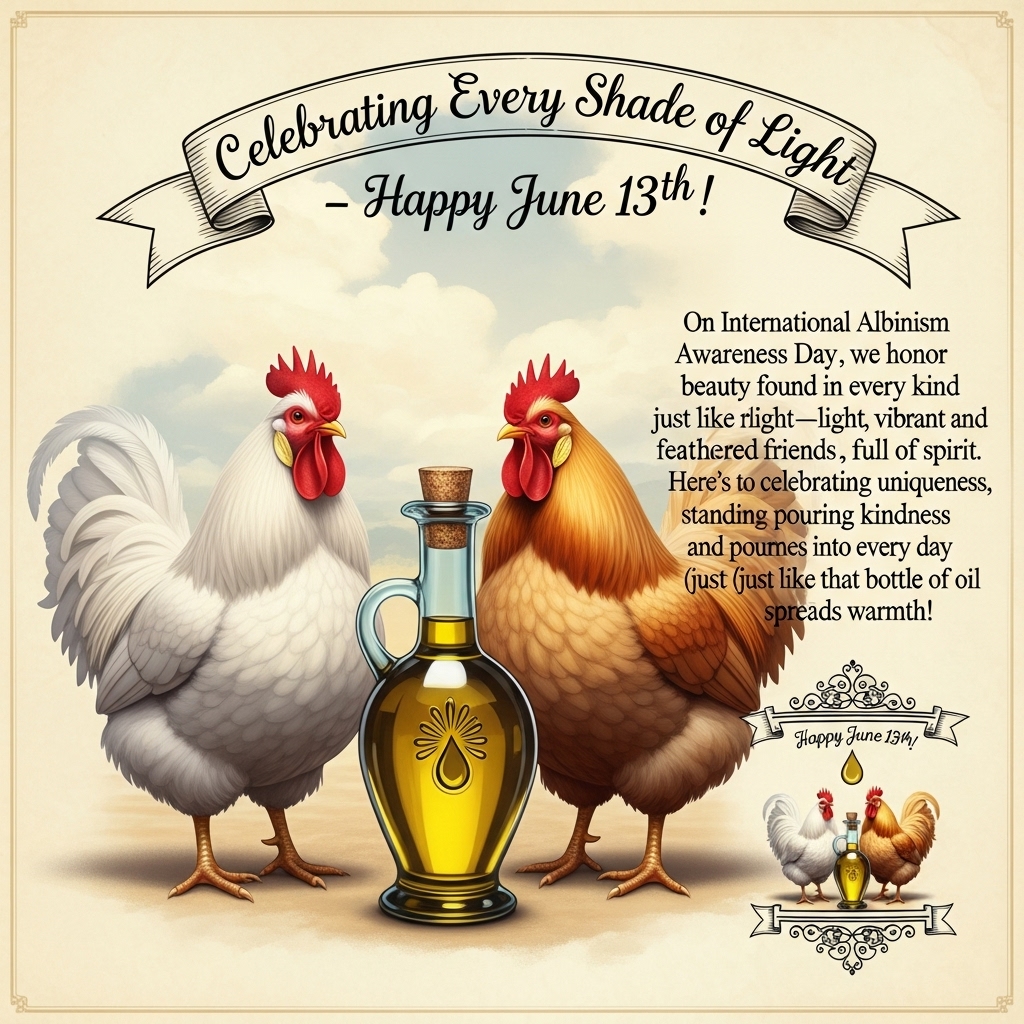 Celebrating Every Shade of Light
– Happy June 13th!
On International Albinism
Awareness Day, we honor
beauty found in every kind
just like rlight—light, vibrant and
feathered friends, full of spirit.
Here's to celebrating uniqueness,
standing pouring kindness
and pournes into every day
(just (just like that bottle of oil
spreads warmth!
Happy June 13th!